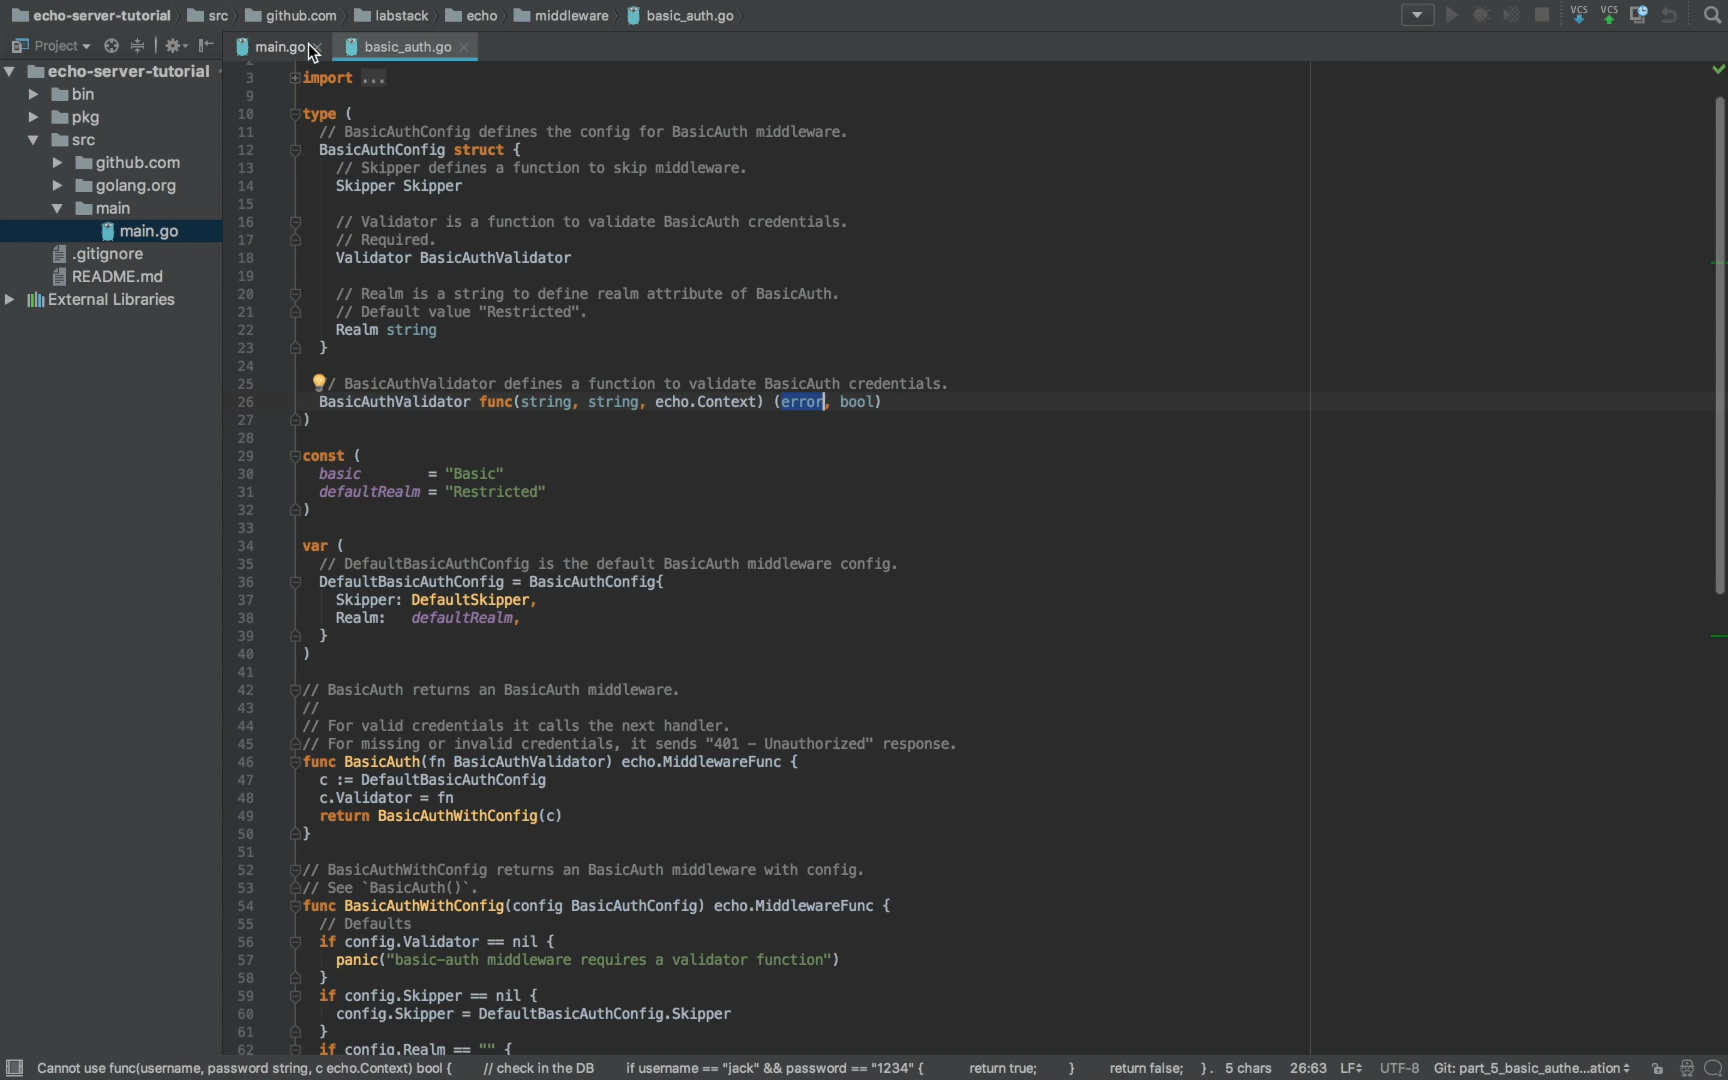 echo-server-tutorial src github.com labstack echo middleware basic_auth.go VCS VCS
Project main.go basic_auth.go
echo-server-tutorial
bin
pkg
src
github.com
golang.org
main
main.go
.gitignore
README.md
External Libraries
2
3 import ...
9
10 type (
11 // BasicAuthConfig defines the config for BasicAuth middleware.
12 BasicAuthConfig struct {
13 // Skipper defines a function to skip middleware.
14 Skipper Skipper
15
16 // Validator is a function to validate BasicAuth credentials.
17 // Required.
18 Validator BasicAuthValidator
19
20 // Realm is a string to define realm attribute of BasicAuth.
21 // Default value "Restricted".
22 Realm string
23 }
24
25 / BasicAuthValidator defines a function to validate BasicAuth credentials.
26 BasicAuthValidator func(string, string, echo.Context) (error, bool)
27 )
28
29 const (
30 basic = "Basic"
31 defaultRealm = "Restricted"
32 )
33
34 var (
35 // DefaultBasicAuthConfig is the default BasicAuth middleware config.
36 DefaultBasicAuthConfig = BasicAuthConfig{
37 Skipper: DefaultSkipper,
38 Realm: defaultRealm,
39 }
40 )
41
42 // BasicAuth returns an BasicAuth middleware.
43 //
44 // For valid credentials it calls the next handler.
45 // For missing or invalid credentials, it sends "401 - Unauthorized" response.
46 func BasicAuth(fn BasicAuthValidator) echo.MiddlewareFunc {
47 c := DefaultBasicAuthConfig
48 c.Validator = fn
49 return BasicAuthWithConfig(c)
50 }
51
52 // BasicAuthWithConfig returns an BasicAuth middleware with config.
53 // See `BasicAuth()`.
54 func BasicAuthWithConfig(config BasicAuthConfig) echo.MiddlewareFunc {
55 // Defaults
56 if config.Validator == nil {
57 panic("basic-auth middleware requires a validator function")
58 }
59 if config.Skipper == nil {
60 config.Skipper = DefaultBasicAuthConfig.Skipper
61 }
62 if config.Realm == "" {
Cannot use func(username, password string, c echo.Context) bool { // check in the DB if username == "jack" && password == "1234" { return true; } return false; }. 5 chars 26:63 LF UTF-8 Git: part_5_basic_authe...ation